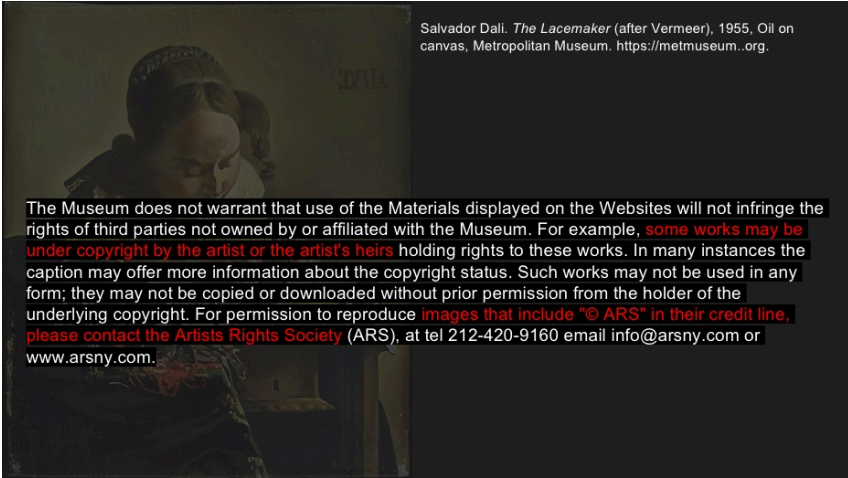 Salvador Dali. The Lacemaker (after Vermeer), 1955, Oil on
canvas, Metropolitan Museum. https://metmuseum..org.
DALI
The Museum does not warrant that use of the Materials displayed on the Websites will not infringe the
rights of third parties not owned by or affiliated with the Museum. For example, some works may be
under copyright by the artist or the artist's heirs holding rights to these works. In many instances the
caption may offer more information about the copyright status. Such works may not be used in any
form; they may not be copied or downloaded without prior permission from the holder of the
underlying copyright. For permission to reproduce images that include "© ARS" in their credit line,
please contact the Artists Rights Society (ARS), at tel 212-420-9160 email info@arsny.com or
www.arsny.com.